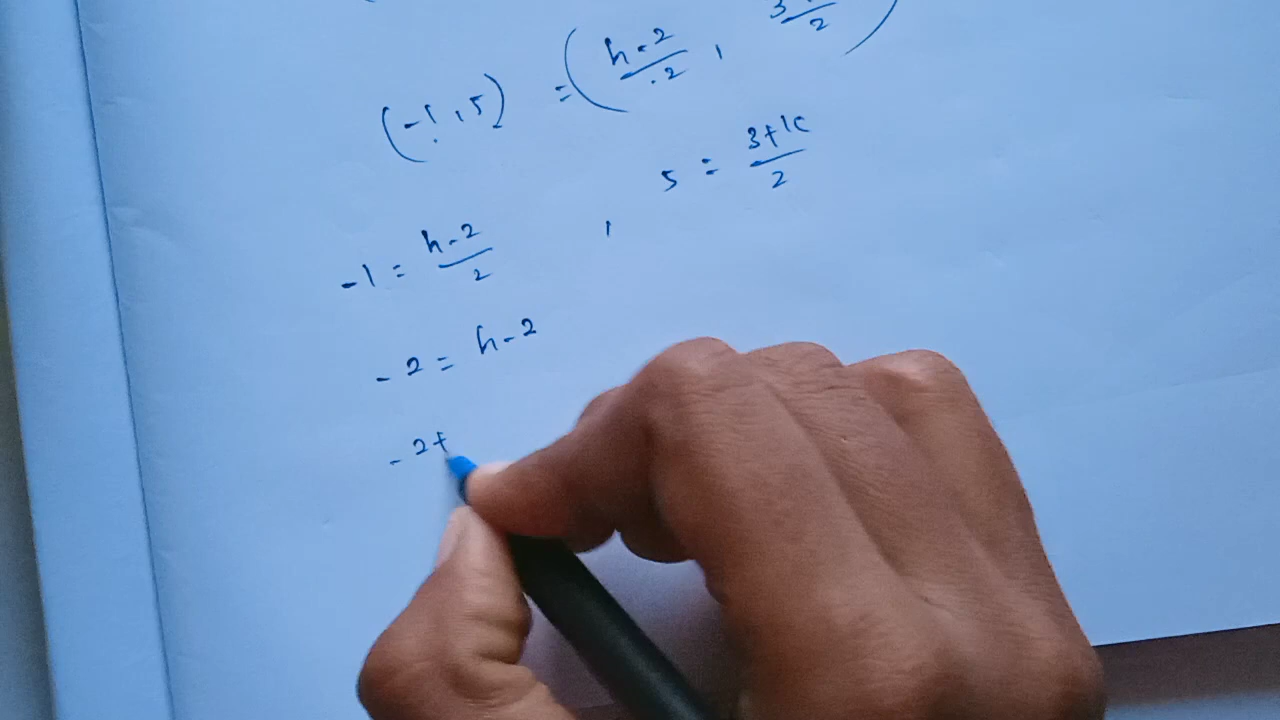 (-1, 5) = (h-2/2, 3+/2)
5 = 3+k/2
-1 = h-2/2 ,
-2 = h-2
-2+